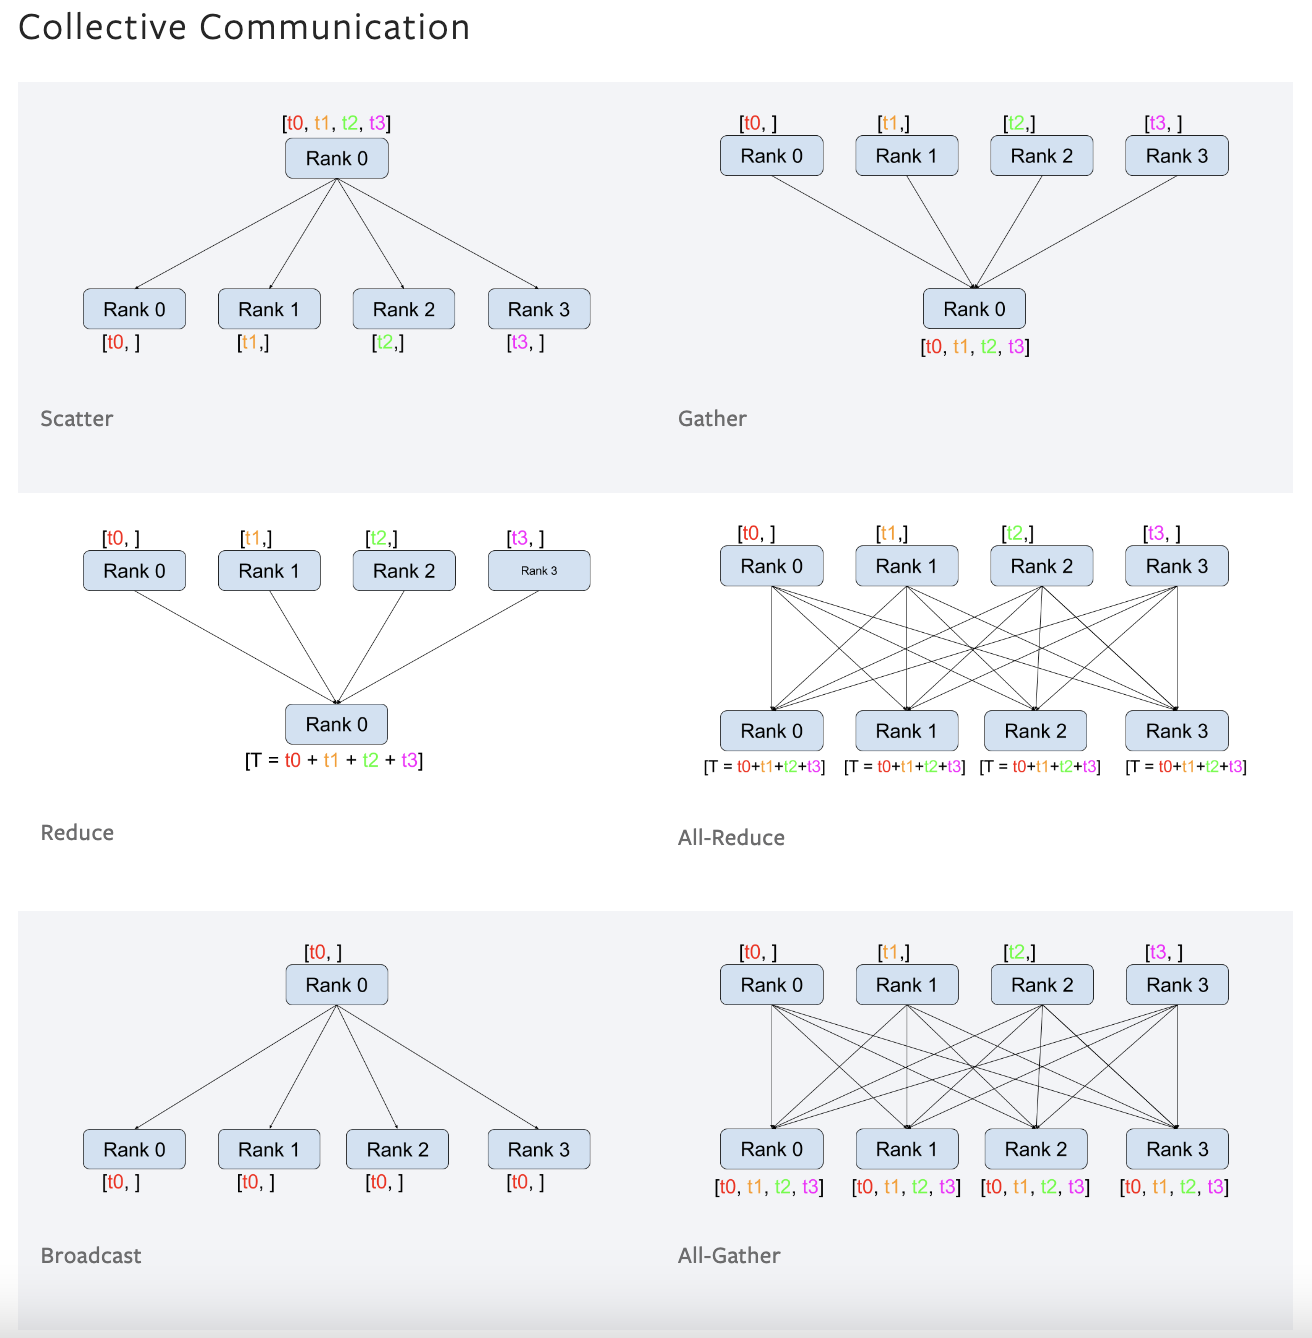 Collective Communication
[t0, t1, t2, t3]
Rank 0
Rank 0 Rank 1 Rank 2 Rank 3
[t0, ] [t1,] [t2,] [t3, ]
Scatter
[t0, ] [t1,] [t2,] [t3, ]
Rank 0 Rank 1 Rank 2 Rank 3
Rank 0
[t0, t1, t2, t3]
Gather
[t0, ] [t1,] [t2,] [t3, ]
Rank 0 Rank 1 Rank 2 Rank 3
Rank 0
[T = t0 + t1 + t2 + t3]
Reduce
[t0, ] [t1,] [t2,] [t3, ]
Rank 0 Rank 1 Rank 2 Rank 3
Rank 0 Rank 1 Rank 2 Rank 3
[T = t0+t1+t2+t3] [T = t0+t1+t2+t3] [T = t0+t1+t2+t3] [T = t0+t1+t2+t3]
All-Reduce
[t0, ]
Rank 0
Rank 0 Rank 1 Rank 2 Rank 3
[t0, ] [t0, ] [t0, ] [t0, ]
Broadcast
[t0, ] [t1,] [t2,] [t3, ]
Rank 0 Rank 1 Rank 2 Rank 3
Rank 0 Rank 1 Rank 2 Rank 3
[t0, t1, t2, t3] [t0, t1, t2, t3] [t0, t1, t2, t3] [t0, t1, t2, t3]
All-Gather